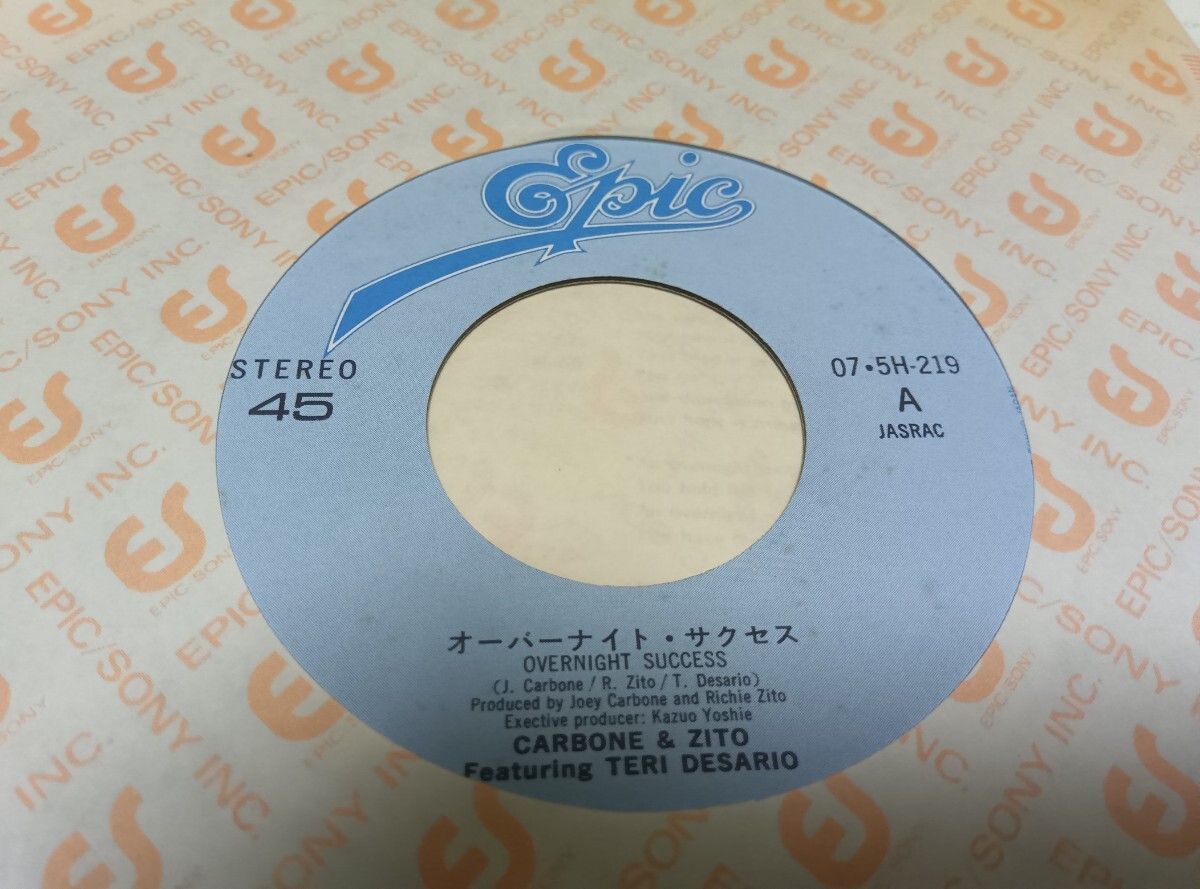 Epic
STEREO
45
07・5H-219
A
JASRAC
オーバーナイト・サクセス
OVERNIGHT SUCCESS
(J. Carbone / R. Zito / T. Desario)
Produced by Joey Carbone and Richie Zito
Exective producer: Kazuo Yoshie
CARBONE & ZITO
Featuring TERI DESARIO
EPIC/SONY INC.
EPIC/SONY